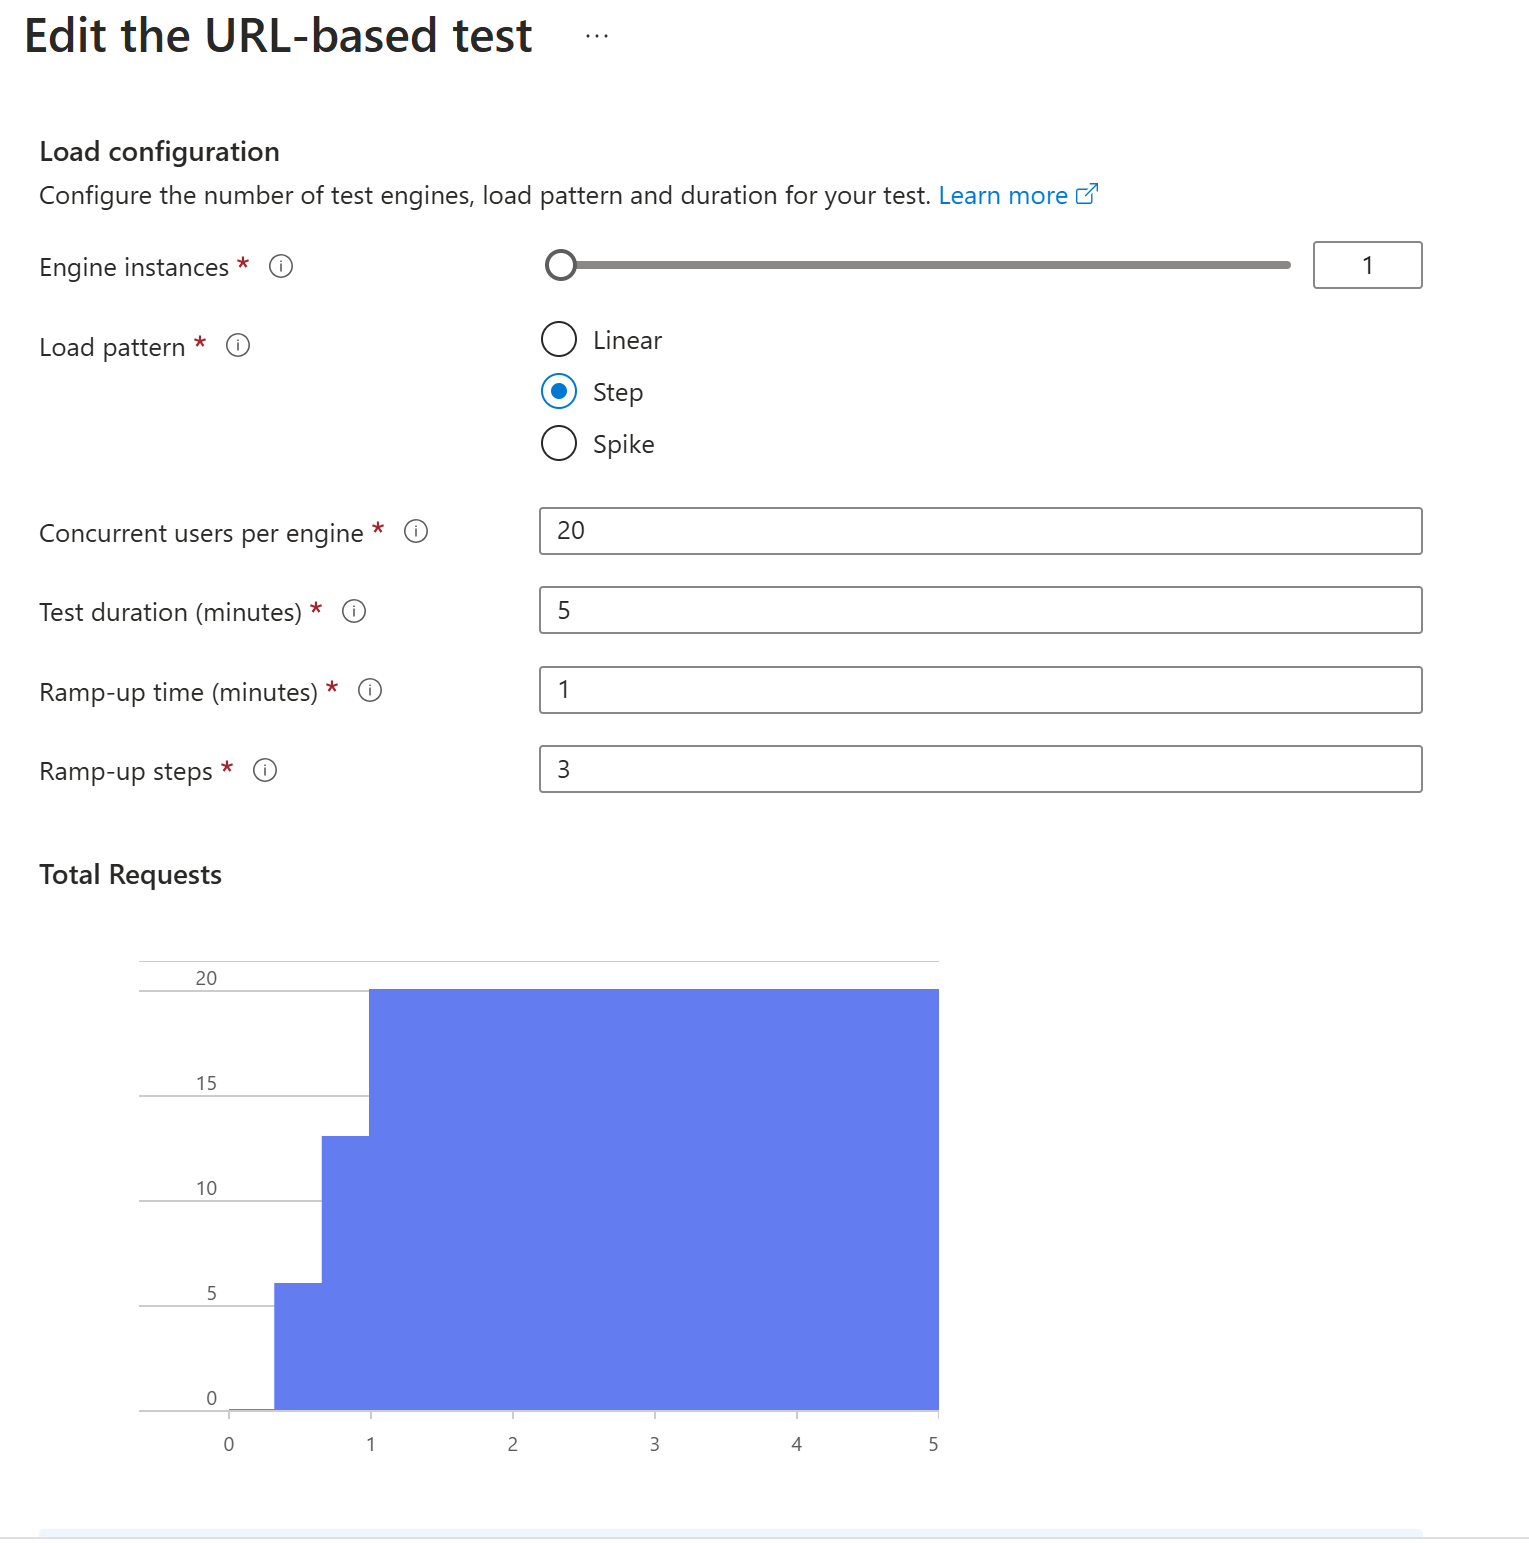 Edit the URL-based test ...
Load configuration
Configure the number of test engines, load pattern and duration for your test. Learn more
Engine instances * 1
Load pattern * Linear
Step
Spike
Concurrent users per engine * 20
Test duration (minutes) * 5
Ramp-up time (minutes) * 1
Ramp-up steps * 3
Total Requests
20
15
10
5
0
0 1 2 3 4 5